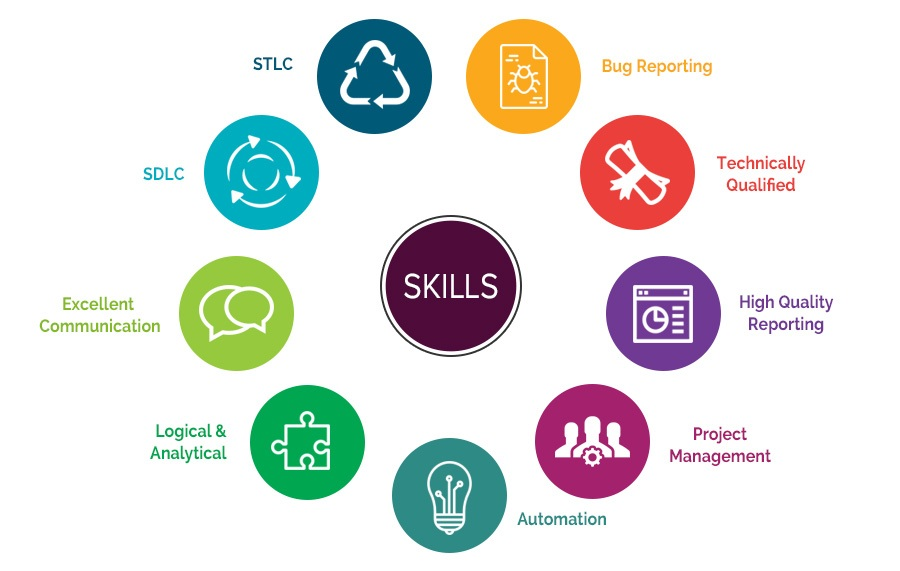 STLC
Bug Reporting
SDLC
Technically
Qualified
SKILLS
Excellent
Communication
High Quality
Reporting
Logical &
Analytical
Project
Management
Automation